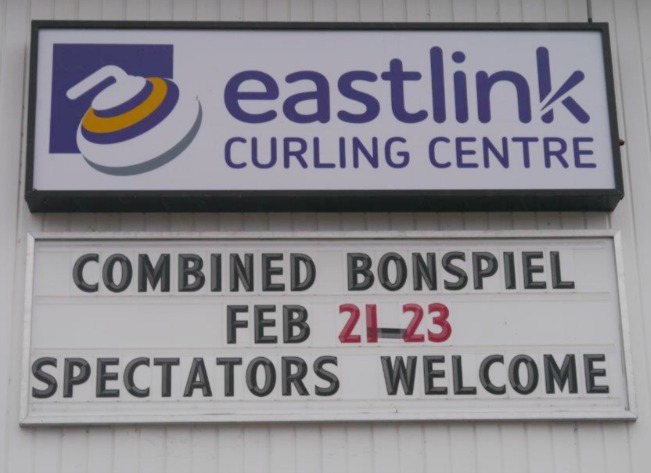 eastlink
CURLING CENTRE
COMBINED BONSPIEL
FEB 21-23
SPECTATORS WELCOME